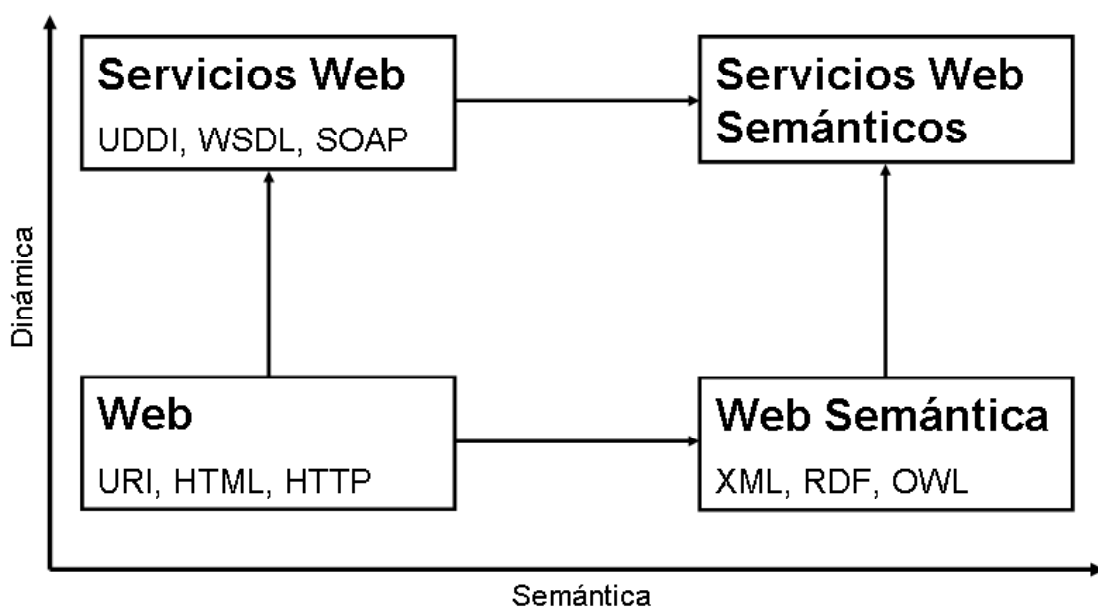 Servicios Web
UDDI, WSDL, SOAP
Servicios Web
Semánticos
Dinámica
Web
URI, HTML, HTTP
Web Semántica
XML, RDF, OWL
Semántica